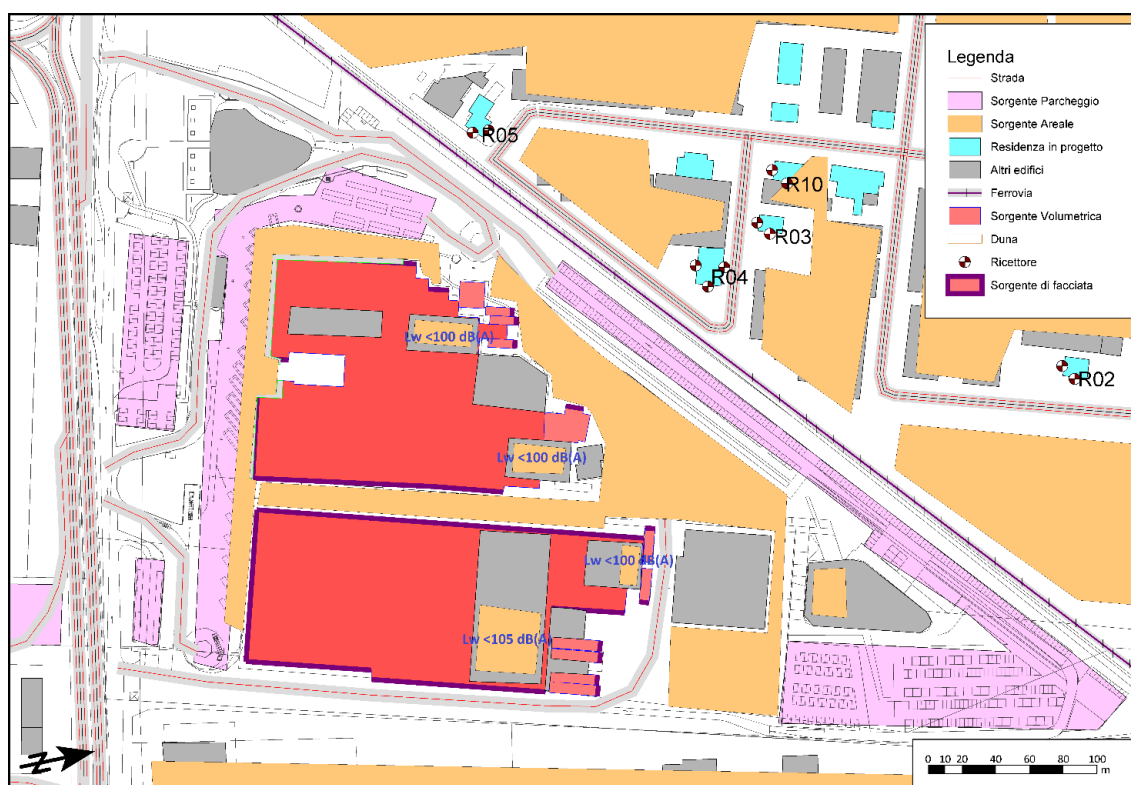 Legenda
Strada
Sorgente Parcheggio
Sorgente Areale
Residenza in progetto
Altri edifici
Ferrovia
Sorgente Volumetrica
Duna
Ricettore
Sorgente di facciata
R05
R10
R03
R04
R02
Lw <100 dB(A)
Lw <100 dB(A)
Lw <100 dB(A)
Lw <105 dB(A)
N
0 10 20 40 60 80 100
m